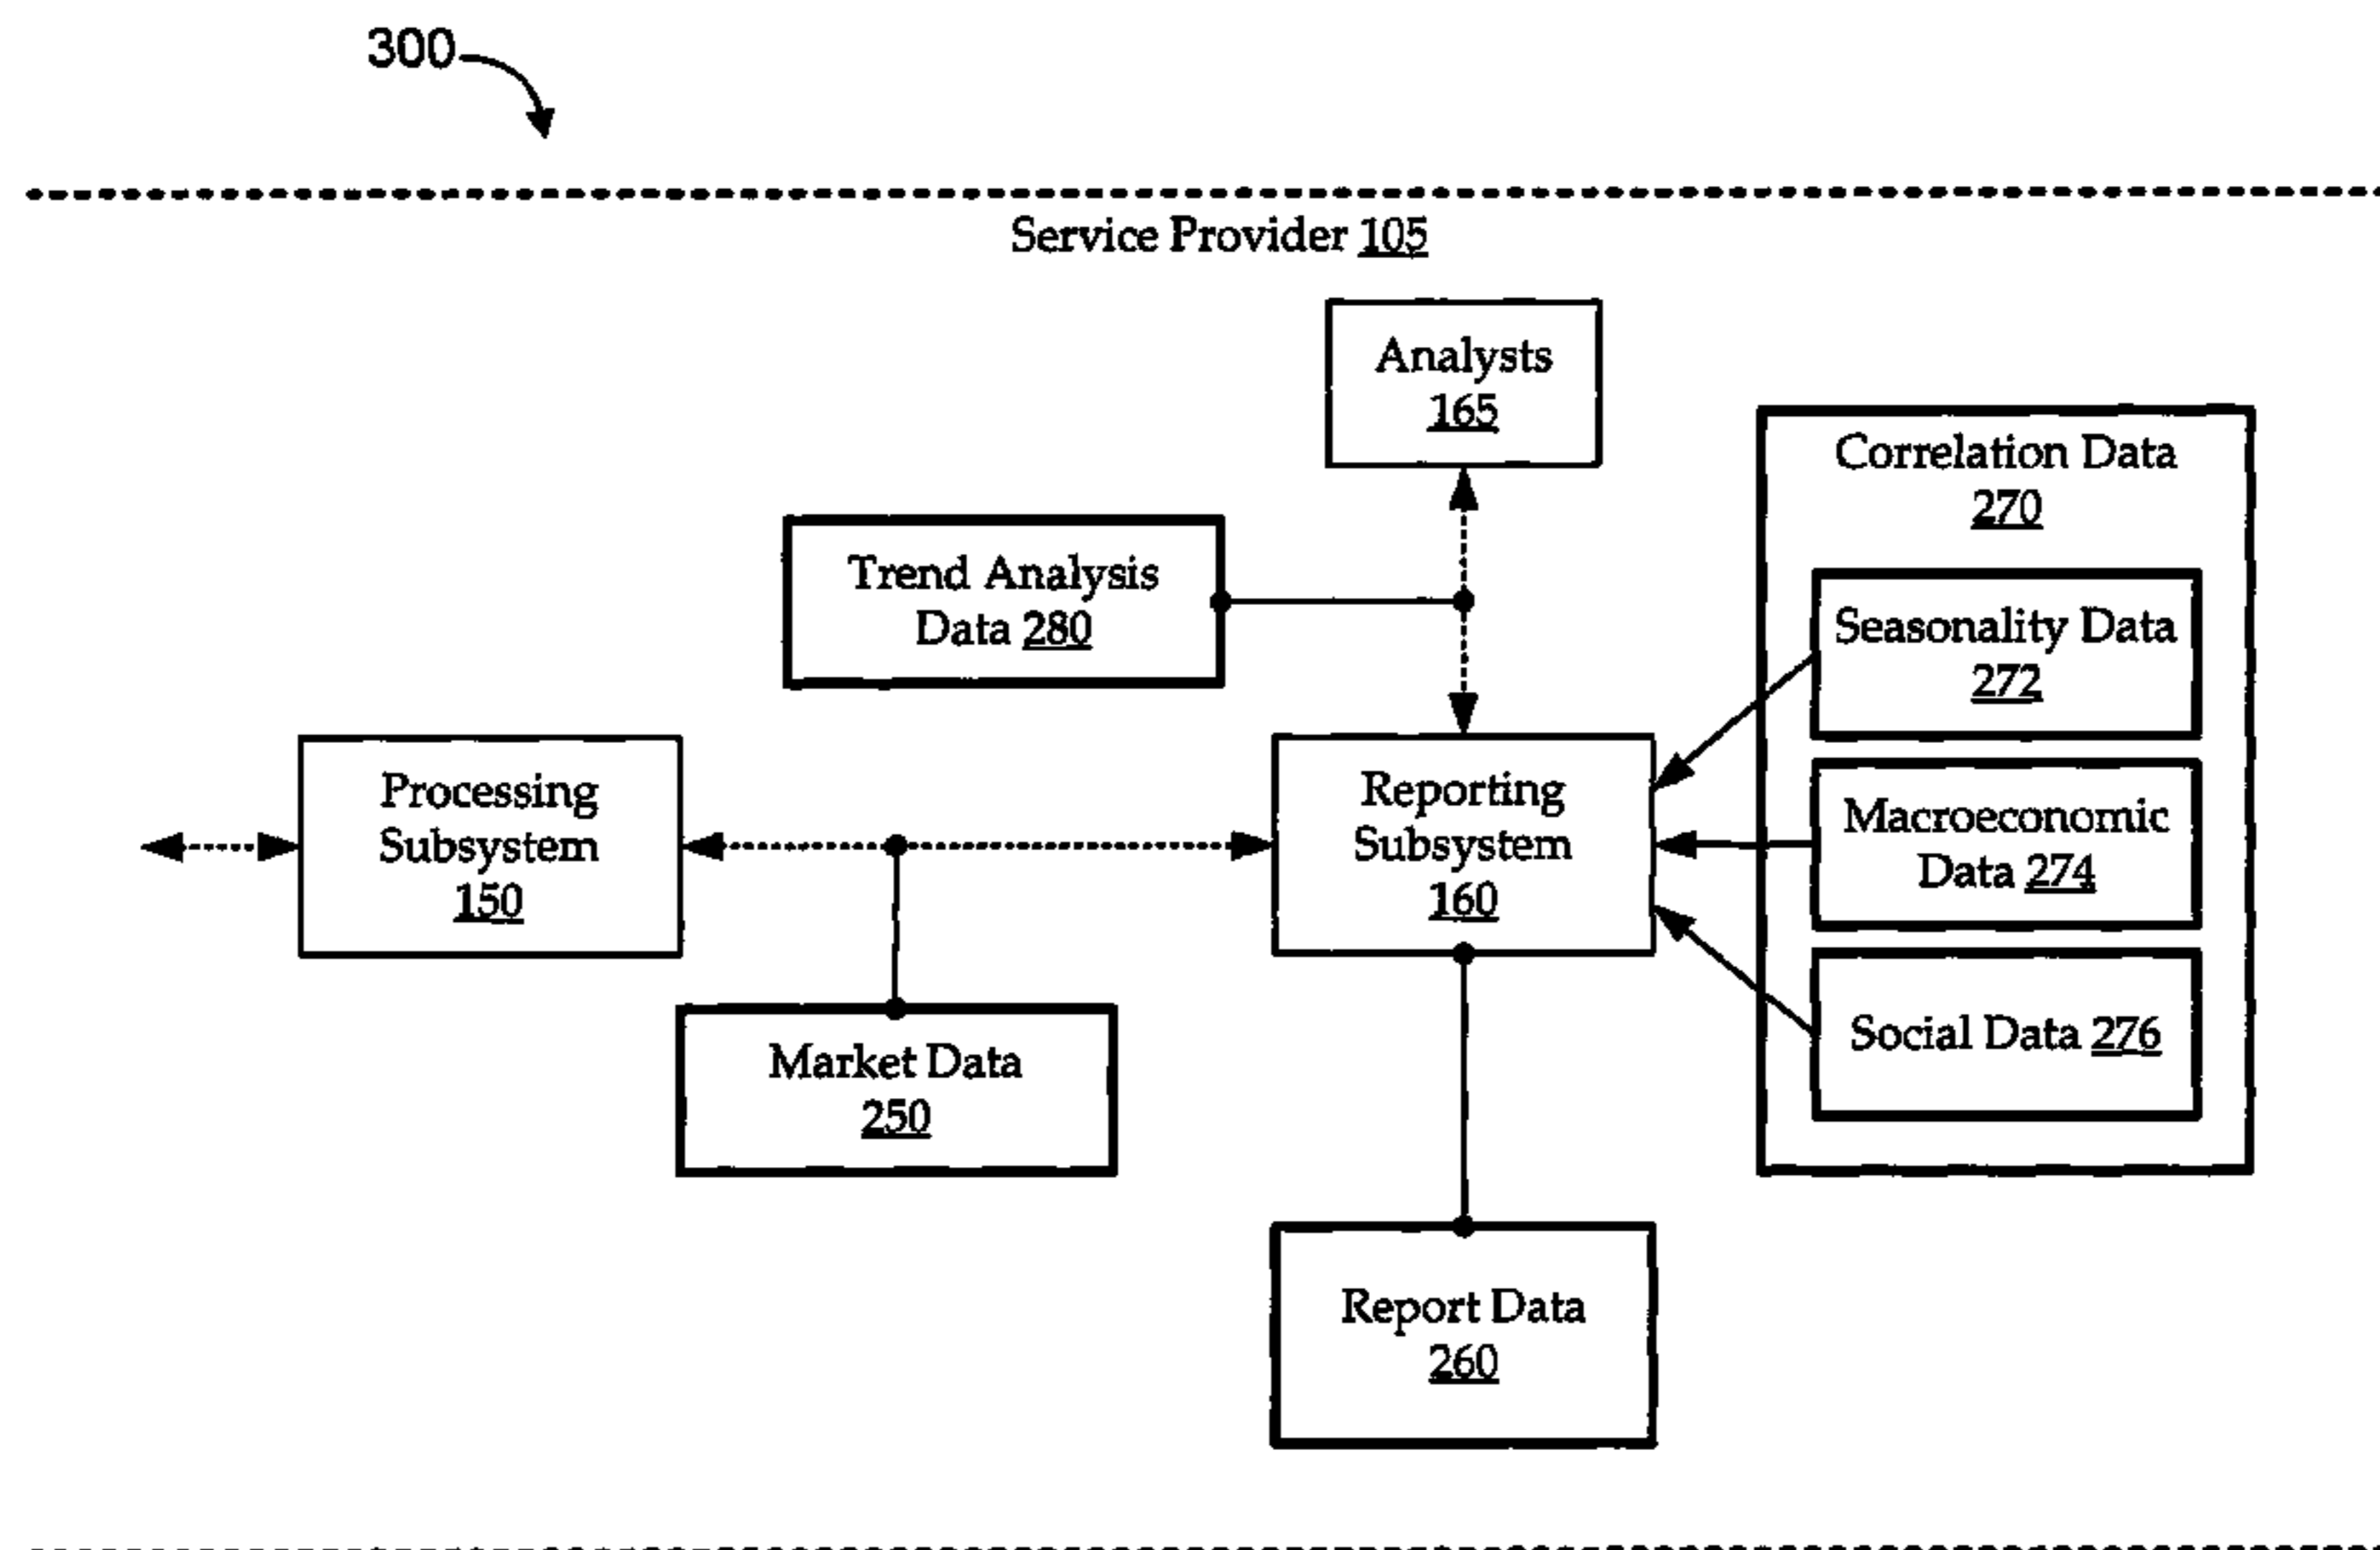 300
Service Provider 105
Analysts
165
Correlation Data
270
Trend Analysis
Data 280
Seasonality Data
272
Processing
Subsystem
150
Reporting
Subsystem
160
Macroeconomic
Data 274
Social Data 276
Market Data
250
Report Data
260